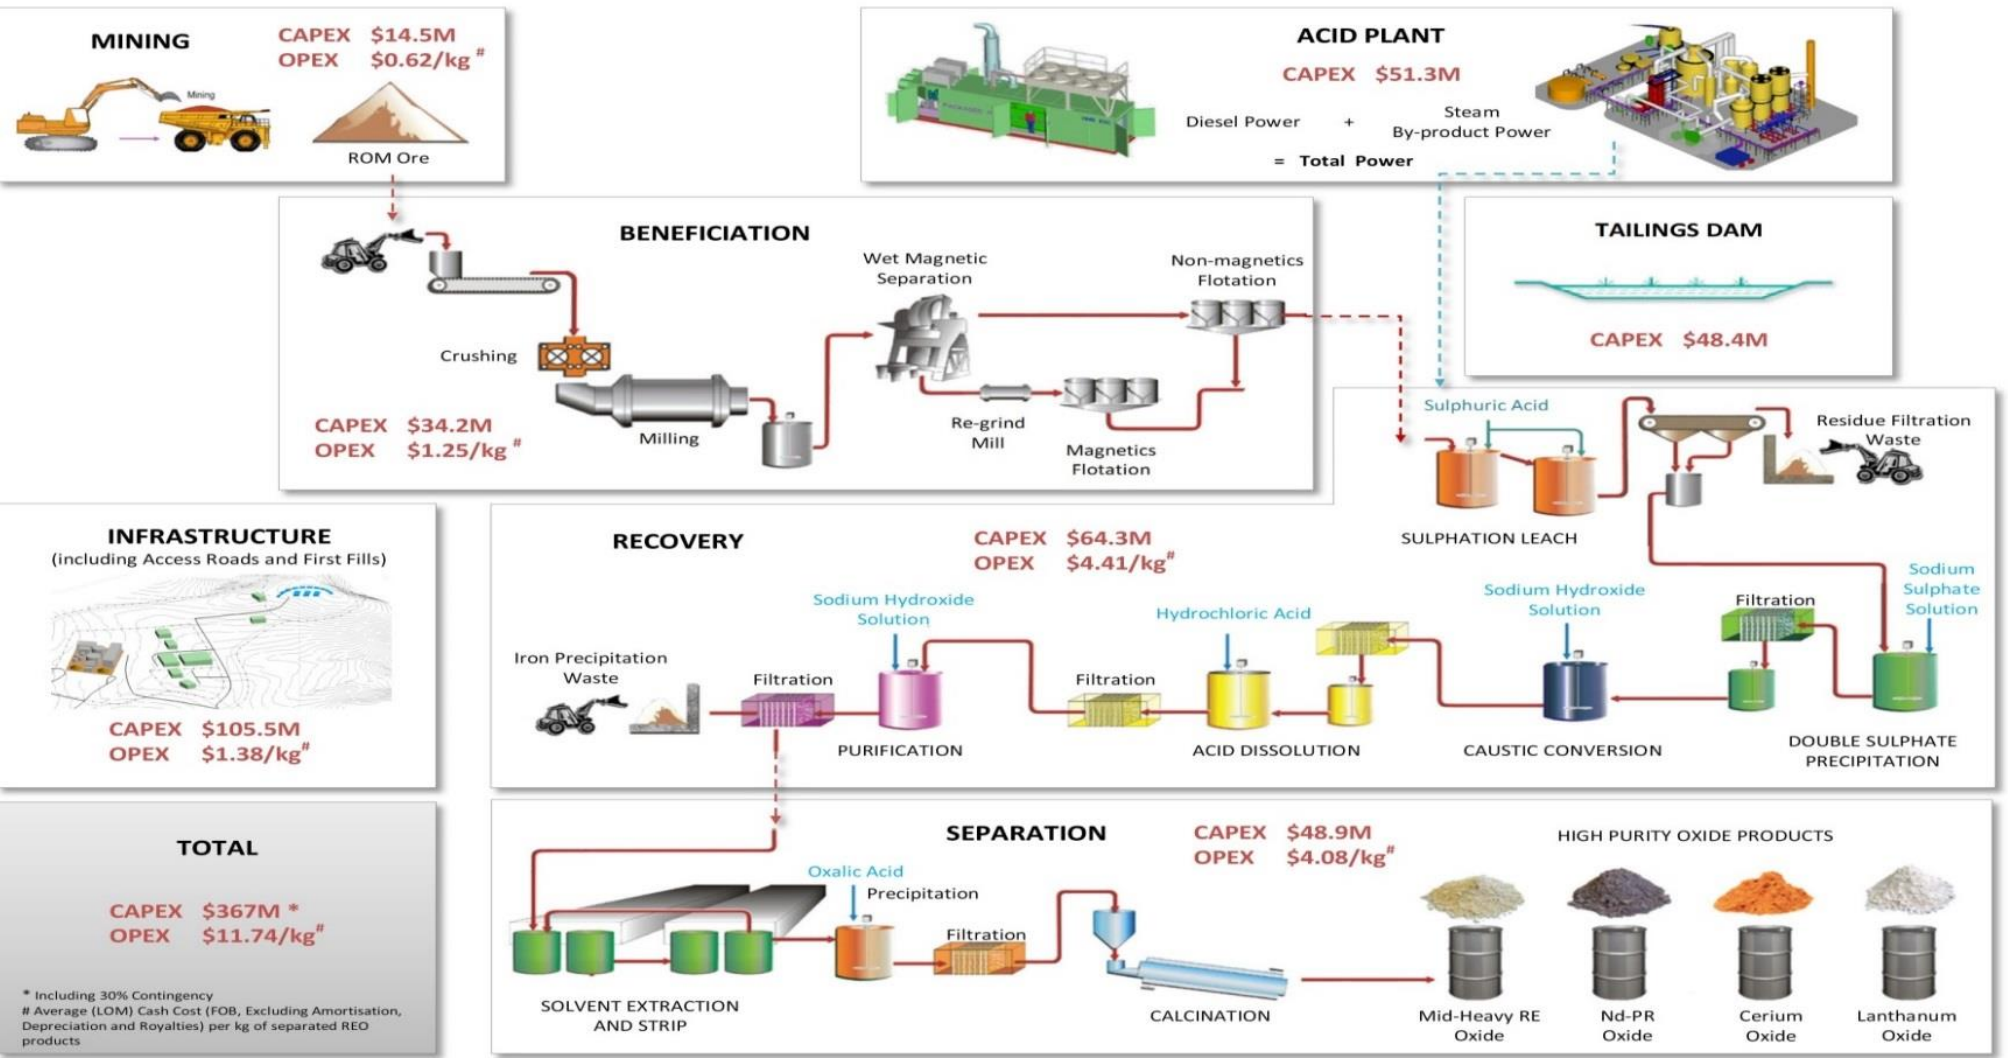 MINING
CAPEX $14.5M
OPEX $0.62/kg #
Mining
ROM Ore
ACID PLANT
CAPEX $51.3M
Diesel Power + Steam
By-product Power
= Total Power
BENEFICIATION
Wet Magnetic
Separation
Non-magnetics
Flotation
Crushing
Milling
Re-grind
Mill
Magnetics
Flotation
CAPEX $34.2M
OPEX $1.25/kg #
TAILINGS DAM
CAPEX $48.4M
INFRASTRUCTURE
(including Access Roads and First Fills)
CAPEX $105.5M
OPEX $1.38/kg#
RECOVERY
CAPEX $64.3M
OPEX $4.41/kg#
Sulphuric Acid
Residue Filtration
Waste
SULPHATION LEACH
Sodium
Sulphate
Solution
Filtration
Sodium Hydroxide
Solution
Hydrochloric Acid
Filtration
Sodium Hydroxide
Solution
Filtration
Iron Precipitation
Waste
PURIFICATION
ACID DISSOLUTION
CAUSTIC CONVERSION
DOUBLE SULPHATE
PRECIPITATION
TOTAL
CAPEX $367M *
OPEX $11.74/kg#
* Including 30% Contingency
# Average (LOM) Cash Cost (FOB, Excluding Amortisation,
Depreciation and Royalties) per kg of separated REO
products
SEPARATION
CAPEX $48.9M
OPEX $4.08/kg#
HIGH PURITY OXIDE PRODUCTS
Oxalic Acid
Precipitation
Filtration
SOLVENT EXTRACTION
AND STRIP
CALCINATION
Mid-Heavy RE
Oxide
Nd-PR
Oxide
Cerium
Oxide
Lanthanum
Oxide